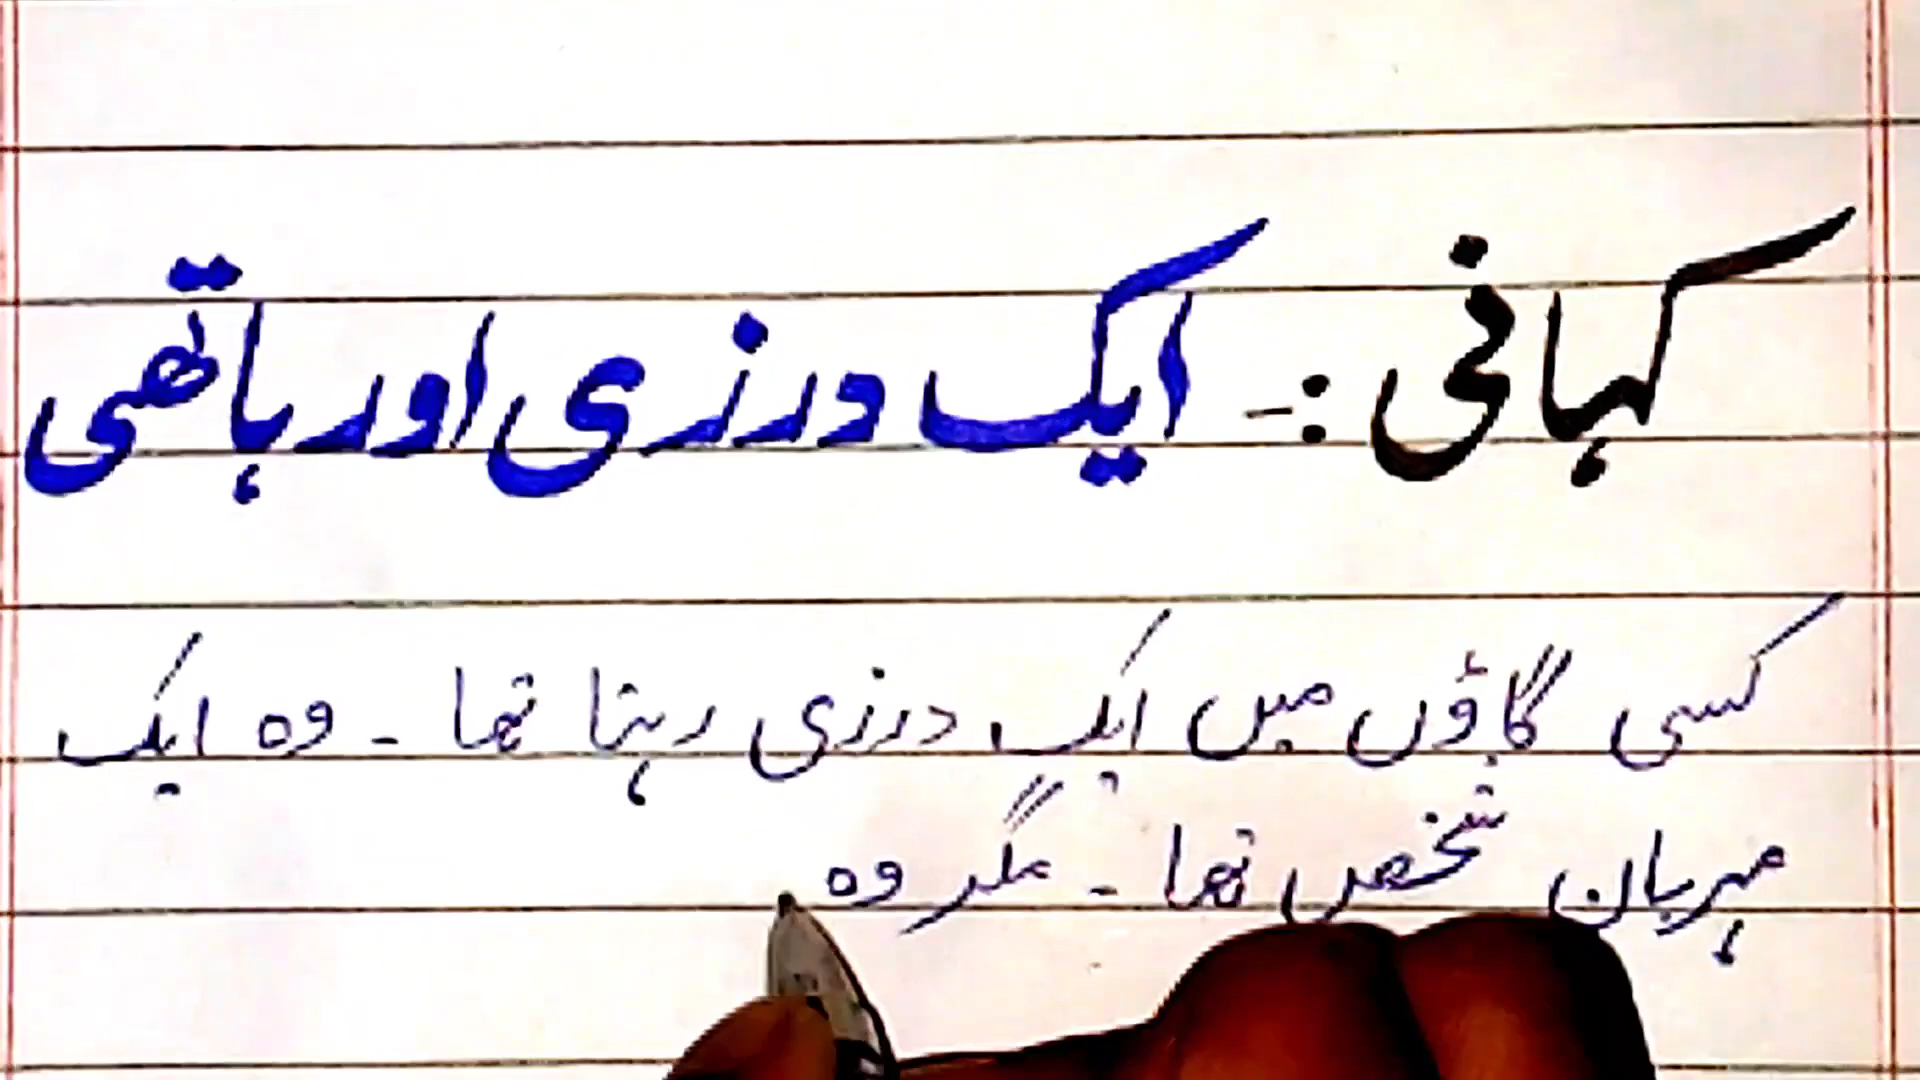 کہانی :- ایک درزی اور ہاتھی
کسی گاؤں میں ایک درزی رہتا تھا ۔ وہ ایک
مہربان شخص تھا ۔ مگر وہ